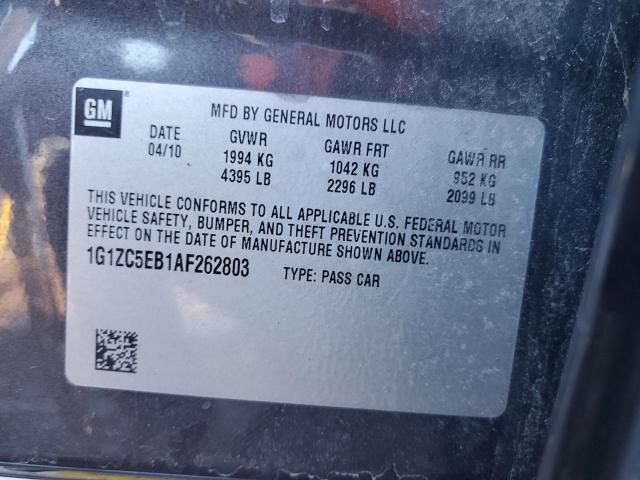 GM
MFD BY GENERAL MOTORS LLC
DATE GVWR GAWR FRT GAWR RR
04/10 1994 KG 1042 KG 952 KG
4395 LB 2296 LB 2099 LB
THIS VEHICLE CONFORMS TO ALL APPLICABLE U.S. FEDERAL MOTOR
VEHICLE SAFETY, BUMPER, AND THEFT PREVENTION STANDARDS IN
EFFECT ON THE DATE OF MANUFACTURE SHOWN ABOVE.
1G1ZC5EB1AF262803 TYPE: PASS CAR